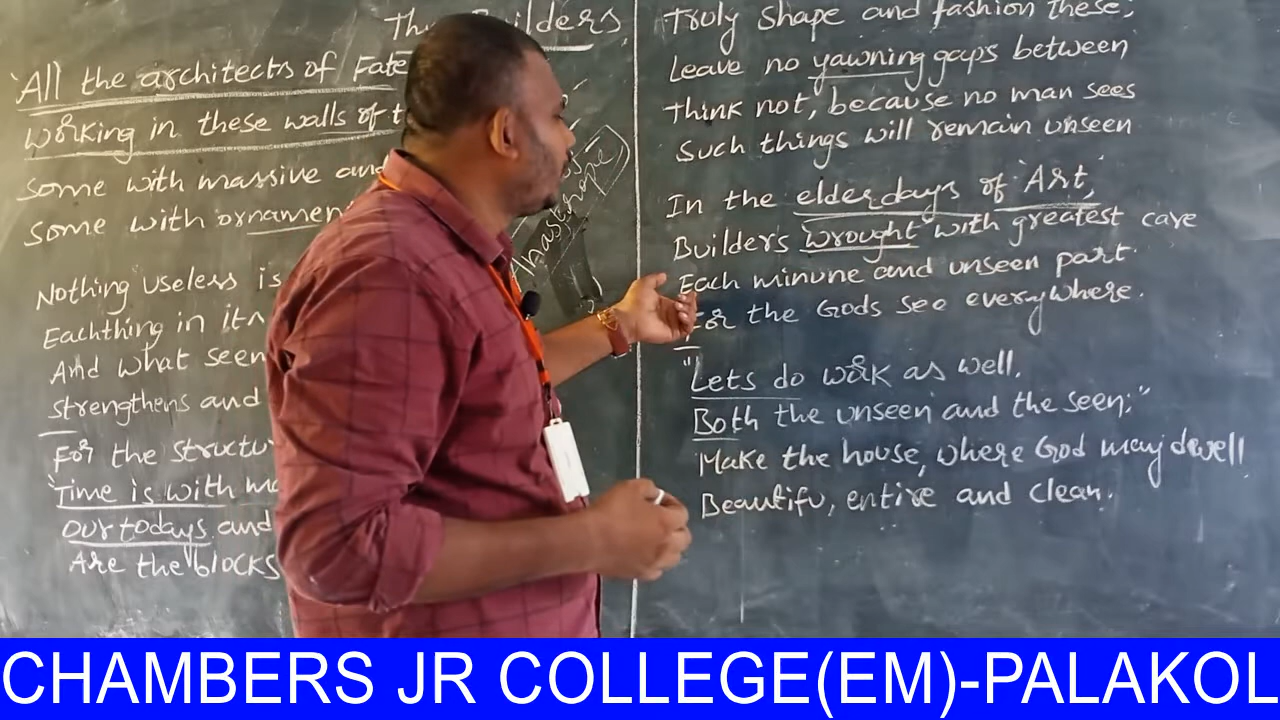 The Builders,
All the architects of Fate
working in these walls of t
some with massive and
some with ornamen
Nothing useless is
Eachthing in its
And what seen
strengthens and
For the structu
Time is with ma
our todays and
Are the blocks
Anastrophe
Truly shape and fashion these;
Leave no yawning gaps between
think not, because no man sees
such things will remain unseen
In the elder days of Art,
Builders wrought with greatest care
Each minune and unseen part.
For the Gods see everywhere.
"Lets do work as well,
Both the unseen and the seen;"
Make the house, where God may dwell
Beautifu, entire and clean.
CHAMBERS JR COLLEGE(EM)-PALAKOL